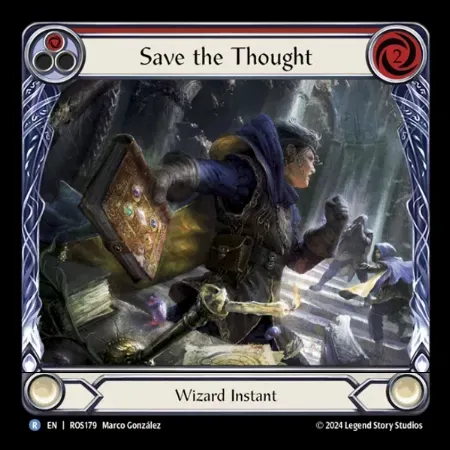 Save the Thought
2
Wizard Instant
R EN | ROS179 Marco González
© 2024 Legend Story Studios